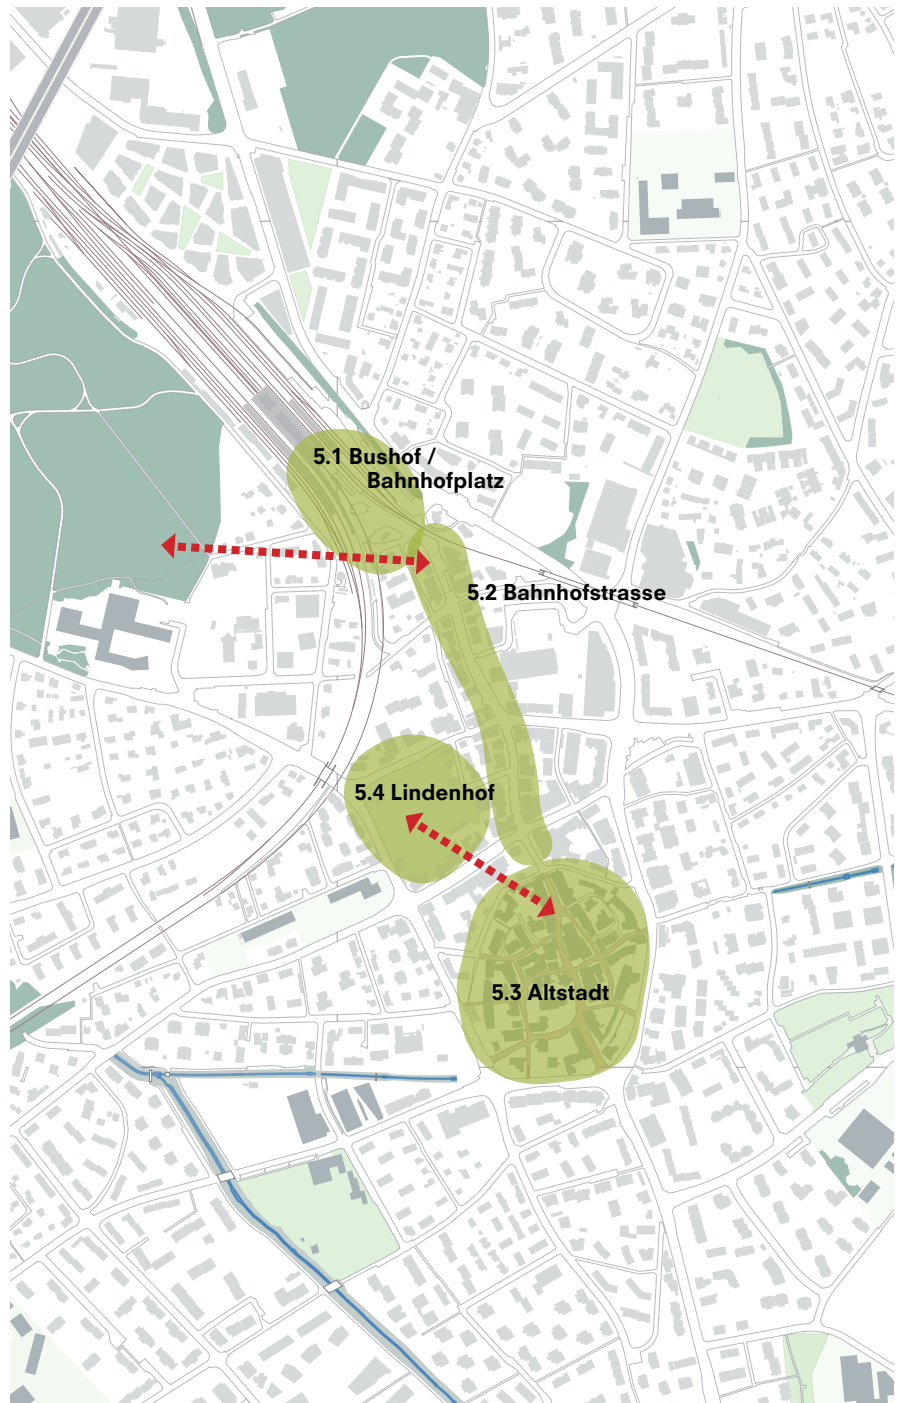 5.1 Bushof /
Bahnhofplatz
5.2 Bahnhofstrasse
5.4 Lindenhof
5.3 Altstadt